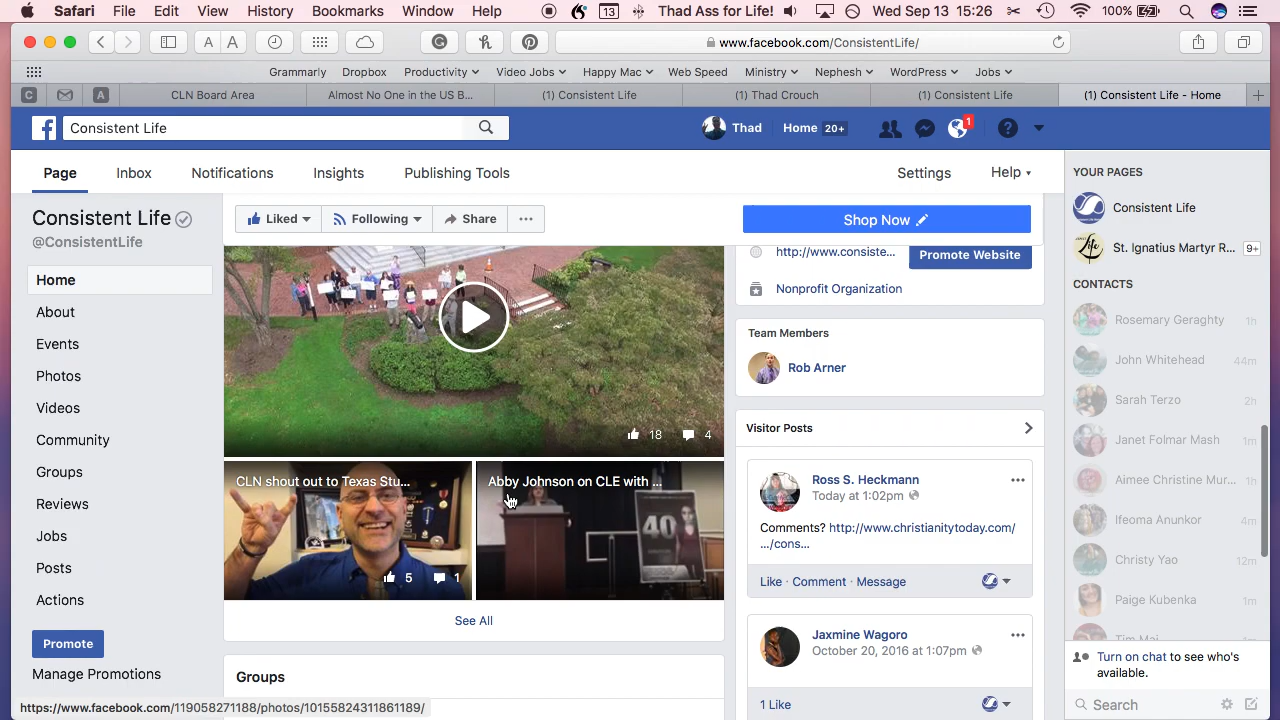 Safari File Edit View History Bookmarks Window Help 13 Thad Ass for Life! Wed Sep 13 15:26 100%
A A www.facebook.com/ConsistentLife/
Grammarly Dropbox Productivity Video Jobs Happy Mac Web Speed Ministry Nephesh WordPress Jobs
C A CLN Board Area Almost No One in the US B... (1) Consistent Life (1) Thad Crouch (1) Consistent Life (1) Consistent Life - Home
Consistent Life Thad Home 20+ 1
Page Inbox Notifications Insights Publishing Tools Settings Help
Consistent Life
@ConsistentLife
Home
About
Events
Photos
Videos
Community
Groups
Reviews
Jobs
Posts
Actions
Promote
Manage Promotions
Liked Following Share ... Shop Now
18 4
CLN shout out to Texas Stu...
5 1
Abby Johnson on CLE with ...
40
See All
Groups
http://www.consiste... Promote Website
Nonprofit Organization
Team Members
Rob Arner
Visitor Posts
Ross S. Heckmann
Today at 1:02pm
Comments? http://www.christianitytoday.com/
.../cons...
Like · Comment · Message
Jaxmine Wagoro
October 20, 2016 at 1:07pm
1 Like
YOUR PAGES
Consistent Life
St. Ignatius Martyr R... 9+
CONTACTS
Rosemary Geraghty 1h
John Whitehead 44m
Sarah Terzo 2h
Janet Folmar Mash 1m
Aimee Christine Mur... 1h
Ifeoma Anunkor 4m
Christy Yao 12m
Paige Kubenka 1m
Turn on chat to see who's
available.
Search
https://www.facebook.com/119058271188/photos/10155824311861189/